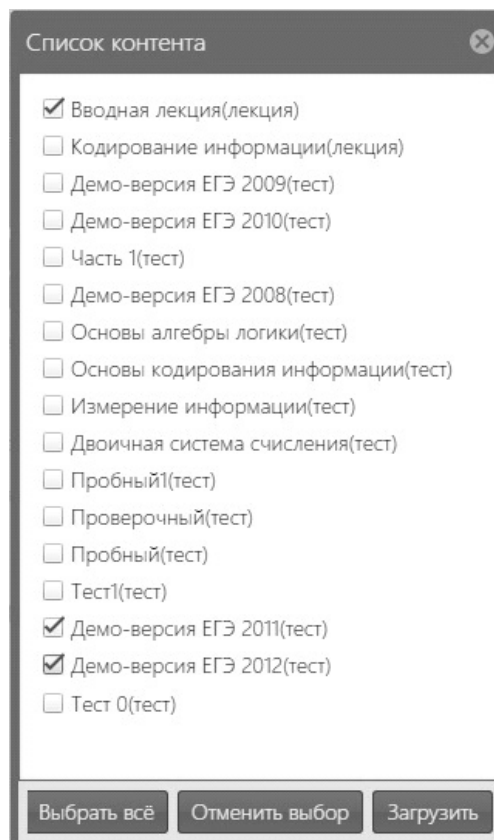 Список контента
Вводная лекция(лекция)
Кодирование информации(лекция)
Демо-версия ЕГЭ 2009(тест)
Демо-версия ЕГЭ 2010(тест)
Часть 1(тест)
Демо-версия ЕГЭ 2008(тест)
Основы алгебры логики(тест)
Основы кодирования информации(тест)
Измерение информации(тест)
Двоичная система счисления(тест)
Пробный1(тест)
Проверочный(тест)
Пробный(тест)
Тест1(тест)
Демо-версия ЕГЭ 2011(тест)
Демо-версия ЕГЭ 2012(тест)
Тест 0(тест)
Выбрать всё Отменить выбор Загрузить